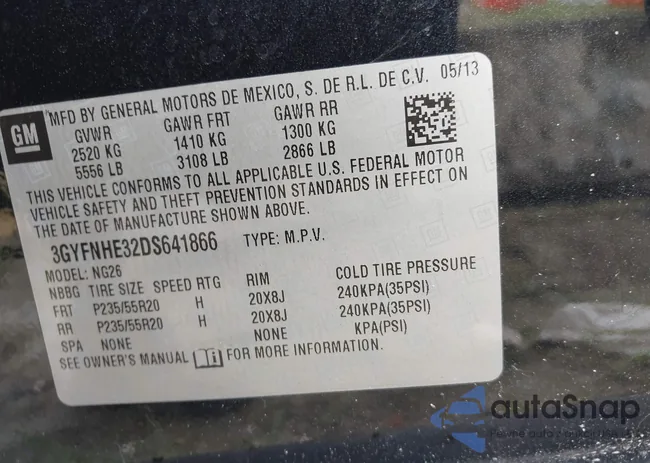 MFD BY GENERAL MOTORS DE MEXICO, S. DE R.L. DE C.V. 05/13
GM
GVWR GAWR FRT GAWR RR
2520 KG 1410 KG 1300 KG
5556 LB 3108 LB 2866 LB
THIS VEHICLE CONFORMS TO ALL APPLICABLE U.S. FEDERAL MOTOR
VEHICLE SAFETY AND THEFT PREVENTION STANDARDS IN EFFECT ON
THE DATE OF MANUFACTURE SHOWN ABOVE.
3GYFNHE32DS641866 TYPE: M.P.V.
MODEL: NG26
NBBG TIRE SIZE SPEED RTG RIM COLD TIRE PRESSURE
FRT P235/55R20 H 20X8J 240KPA(35PSI)
RR P235/55R20 H 20X8J 240KPA(35PSI)
SPA NONE NONE KPA(PSI)
SEE OWNER'S MANUAL FOR MORE INFORMATION.
autaSnap
Pewne auto z autoaukcji